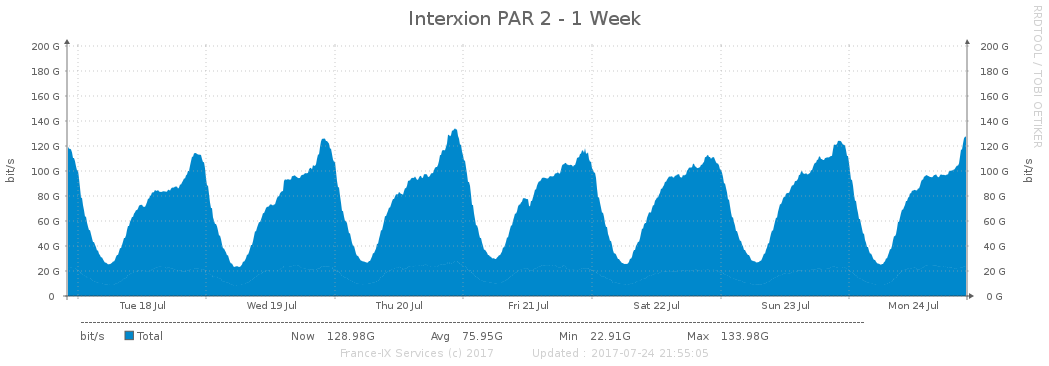 Interxion PAR 2 - 1 Week
RRDTOOL / TOBI OETIKER
bit/s
bit/s
200 G 200 G
180 G 180 G
160 G 160 G
140 G 140 G
120 G 120 G
100 G 100 G
80 G 80 G
60 G 60 G
40 G 40 G
20 G 20 G
0 0 G
Tue 18 Jul Wed 19 Jul Thu 20 Jul Fri 21 Jul Sat 22 Jul Sun 23 Jul Mon 24 Jul
bit/s Total Now 128.98G Avg 75.95G Min 22.91G Max 133.98G
France-IX Services (c) 2017 Updated : 2017-07-24 21:55:05